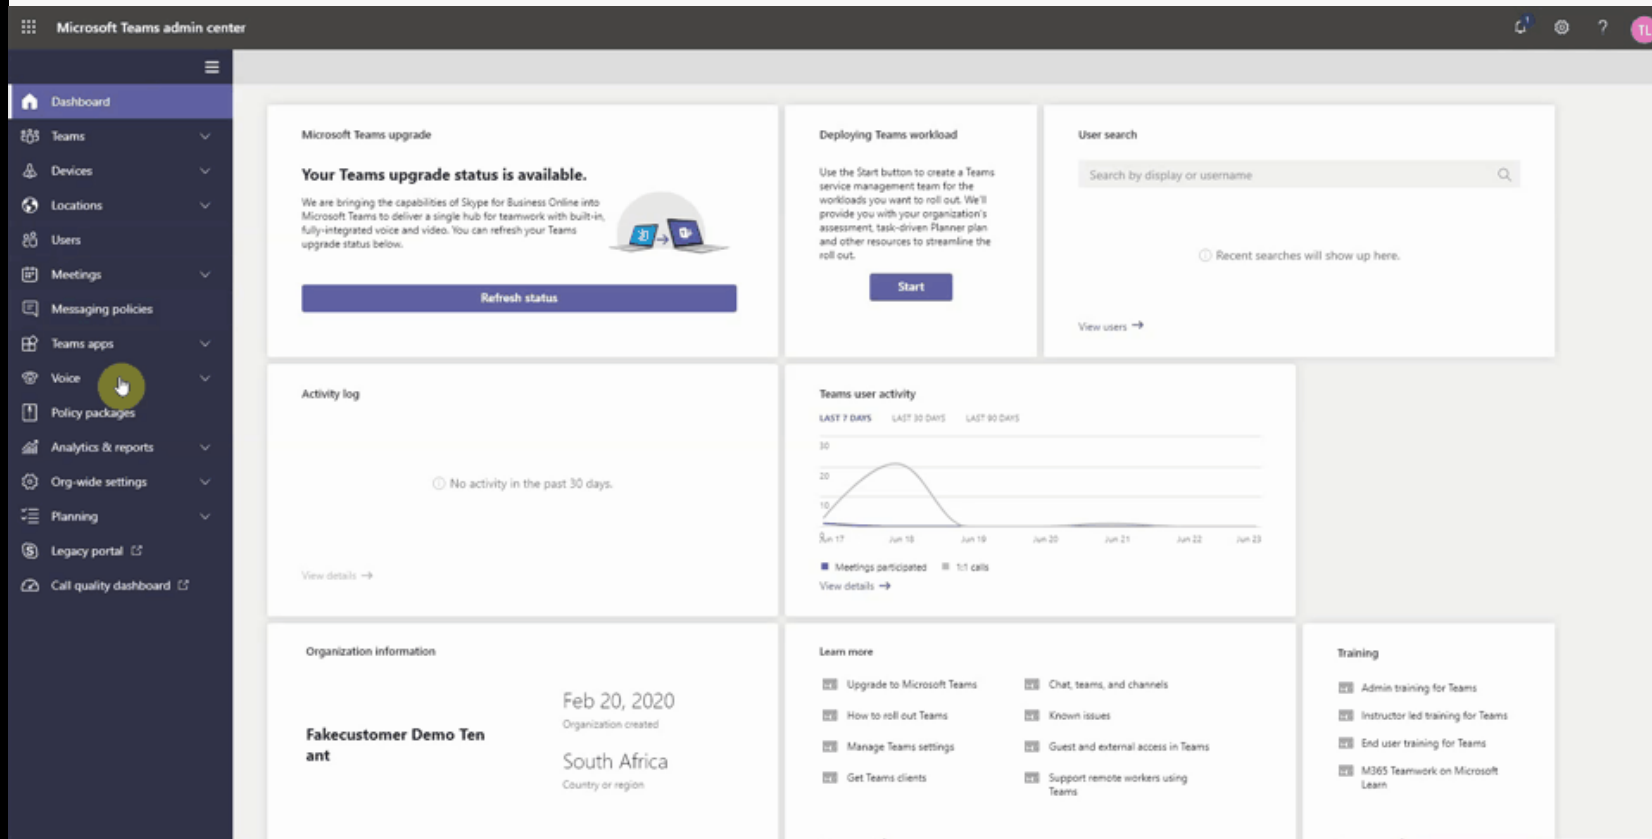 Microsoft Teams admin center
1
?
TL
Dashboard
Teams
Devices
Locations
Users
Meetings
Messaging policies
Teams apps
Voice
Policy packages
Analytics & reports
Org-wide settings
Planning
Legacy portal
Call quality dashboard
Microsoft Teams upgrade
Your Teams upgrade status is available.
We are bringing the capabilities of Skype for Business Online into
Microsoft Teams to deliver a single hub for teamwork with built-in,
fully-integrated voice and video. You can refresh your Teams
upgrade status below.
Refresh status
Deploying Teams workload
Use the Start button to create a Teams
service management team for the
workloads you want to roll out. We'll
provide you with your organization's
assessment, task-driven Planner plan
and other resources to streamline the
roll out.
Start
User search
Search by display or username
Recent searches will show up here.
View users
Activity log
No activity in the past 30 days.
View details
Teams user activity
LAST 7 DAYS LAST 30 DAYS LAST 90 DAYS
30
20
10
0
Jun 17 Jun 18 Jun 19 Jun 20 Jun 21 Jun 22 Jun 23
Meetings participated 1:1 calls
View details
Organization information
Fakecustomer Demo Ten
ant
Feb 20, 2020
Organization created
South Africa
Country or region
Learn more
Upgrade to Microsoft Teams
How to roll out Teams
Manage Teams settings
Get Teams clients
Chat, teams, and channels
Known issues
Guest and external access in Teams
Support remote workers using
Teams
Training
Admin training for Teams
Instructor led training for Teams
End user training for Teams
M365 Teamwork on Microsoft
Learn